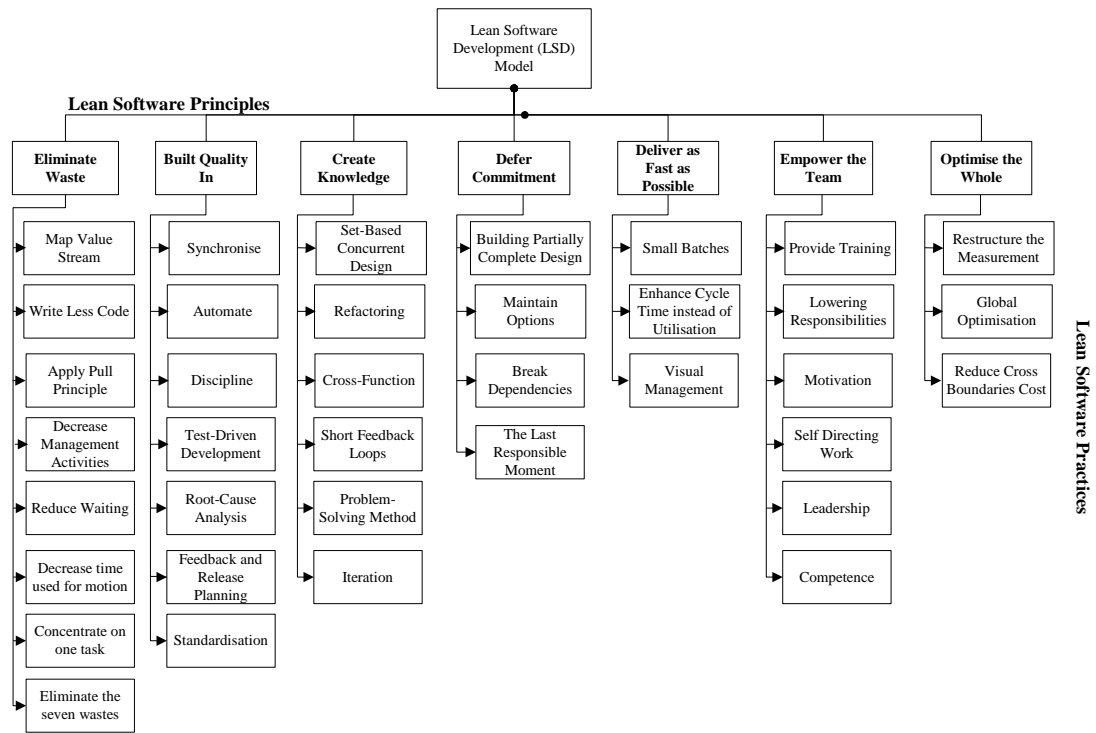 Lean Software
Development (LSD)
Model
Lean Software Principles
Eliminate
Waste
Built Quality
In
Create
Knowledge
Defer
Commitment
Deliver as
Fast as
Possible
Empower the
Team
Optimise the
Whole
Map Value
Stream
Write Less Code
Apply Pull
Principle
Decrease
Management
Activities
Reduce Waiting
Decrease time
used for motion
Concentrate on
one task
Eliminate the
seven wastes
Synchronise
Automate
Discipline
Test-Driven
Development
Root-Cause
Analysis
Feedback and
Release
Planning
Standardisation
Set-Based
Concurrent
Design
Refactoring
Cross-Function
Short Feedback
Loops
Problem-
Solving Method
Iteration
Building Partially
Complete Design
Maintain
Options
Break
Dependencies
The Last
Responsible
Moment
Small Batches
Enhance Cycle
Time instead of
Utilisation
Visual
Management
Provide Training
Lowering
Responsibilities
Motivation
Self Directing
Work
Leadership
Competence
Restructure the
Measurement
Global
Optimisation
Reduce Cross
Boundaries Cost
Lean Software Practices